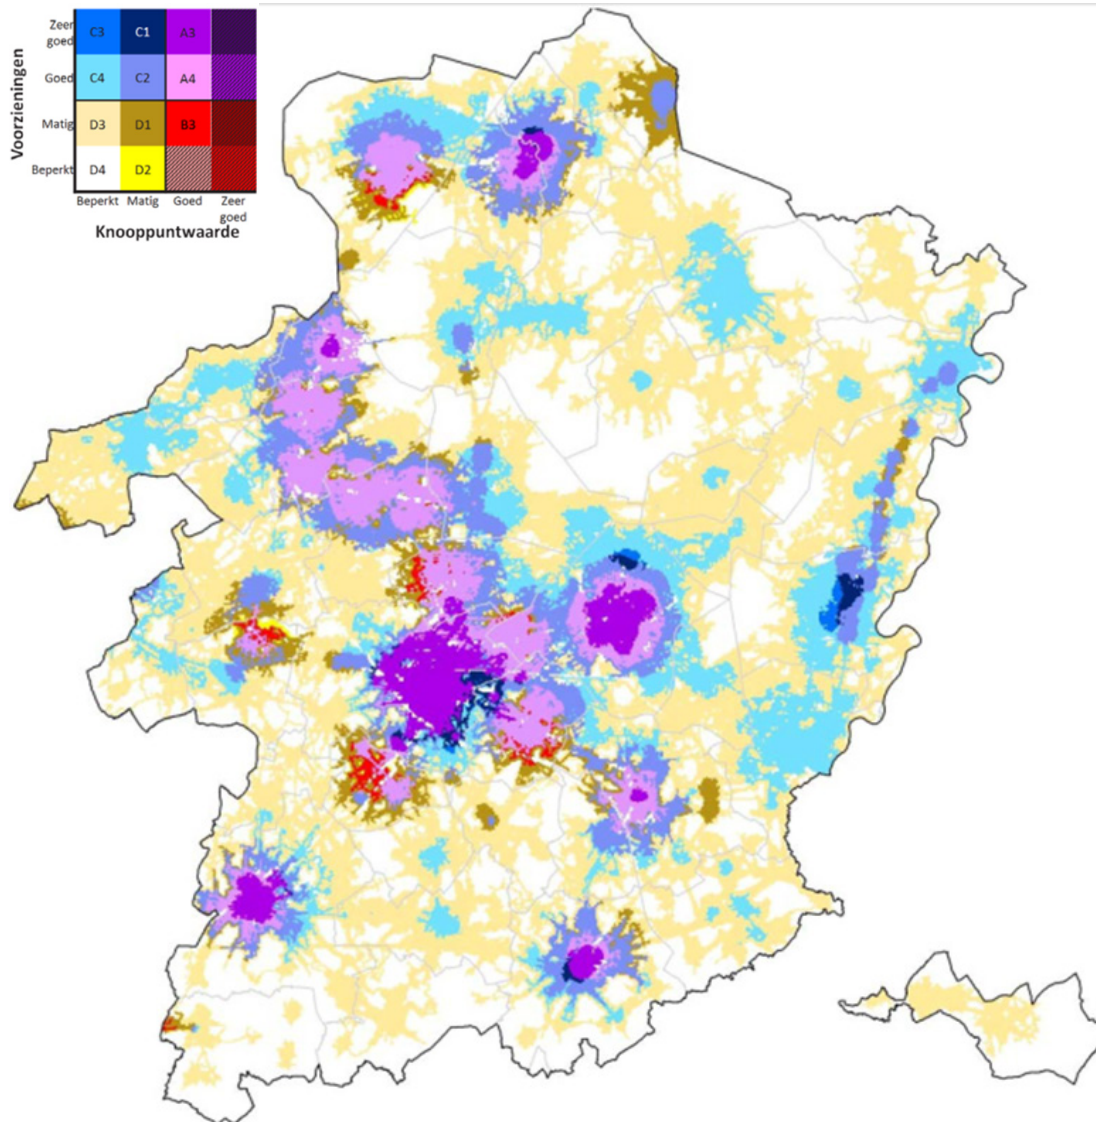 Voorzieningen
Zeer goed
C3 C1 A3
Goed
C4 C2 A4
Matig
D3 D1 B3
Beperkt
D4 D2
Beperkt Matig Goed Zeer goed
Knooppuntwaarde